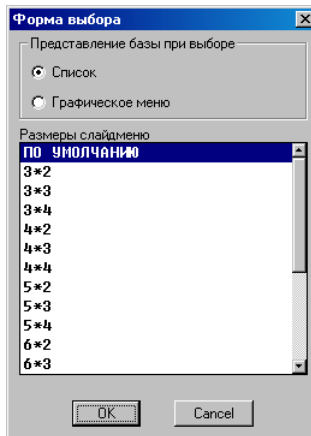 Форма выбора
Представление базы при выборе
Список
Графическое меню
Размеры слайдменю
ПО УМОЛЧАНИЮ
3*2
3*3
3*4
4*2
4*3
4*4
5*2
5*3
5*4
6*2
6*3
OK Cancel